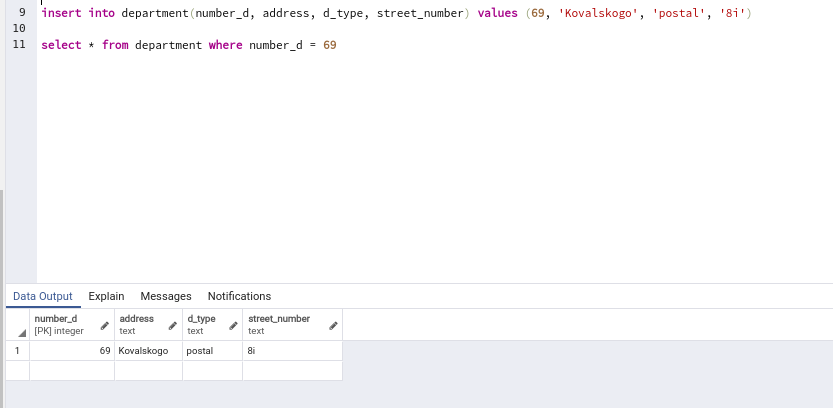 9 insert into department(number_d, address, d_type, street_number) values (69, 'Kovalskogo', 'postal', '8i')
10
11 select * from department where number_d = 69
Data Output Explain Messages Notifications
number_d address d_type street_number
[PK] integer text text text
1 69 Kovalskogo postal 8i